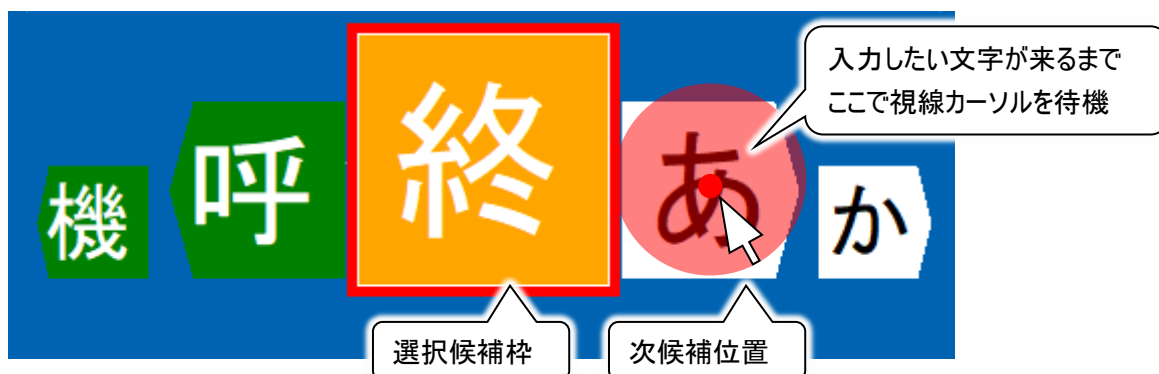 入力したい文字が来るまで
ここで視線カーソルを待機
機
呼
終
あ
か
選択候補枠
次候補位置